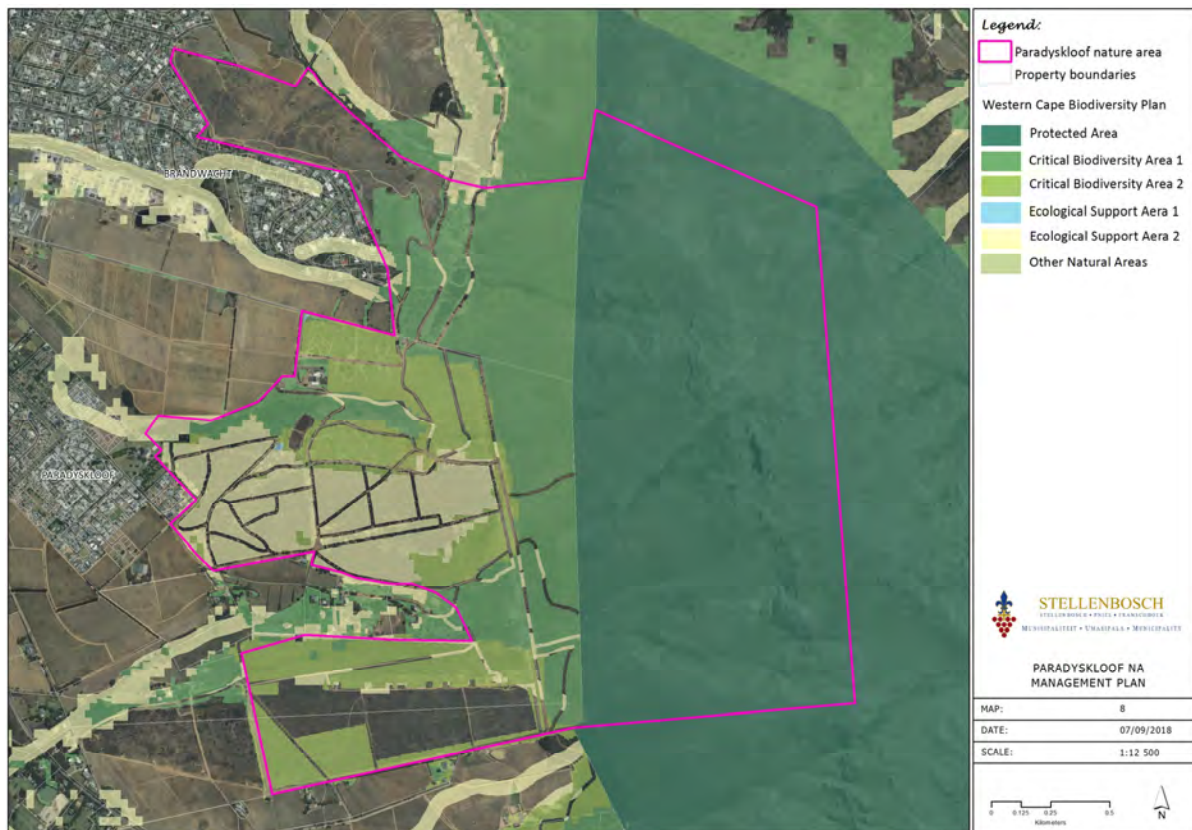 BRANDWACHT
PARADYSKLOOF
Legend:
Paradyskloof nature area
Property boundaries
Western Cape Biodiversity Plan
Protected Area
Critical Biodiversity Area 1
Critical Biodiversity Area 2
Ecological Support Aera 1
Ecological Support Aera 2
Other Natural Areas
STELLENBOSCH
STELLENBOSCH • PNIEL • FRANSCHHOEK
MUNISIPALITEIT • UMASIPALA • MUNICIPALITY
PARADYSKLOOF NA
MANAGEMENT PLAN
MAP: 8
DATE: 07/09/2018
SCALE: 1:12 500
0 0.125 0.25 0.5
Kilometers
N